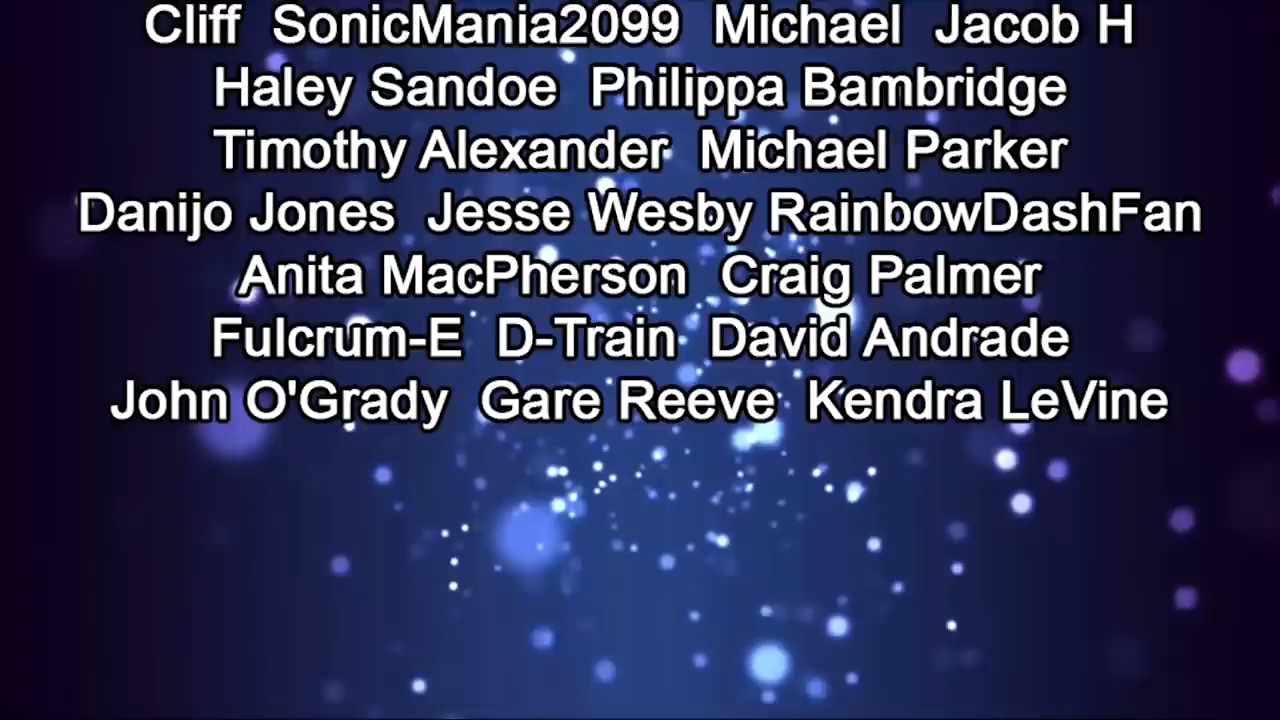 Cliff  SonicMania2099  Michael  Jacob H
Haley Sandoe  Philippa Bambridge
Timothy Alexander  Michael Parker
Danijo Jones  Jesse Wesby RainbowDashFan
Anita MacPherson  Craig Palmer
Fulcrum-E  D-Train  David Andrade
John O'Grady  Gare Reeve  Kendra LeVine